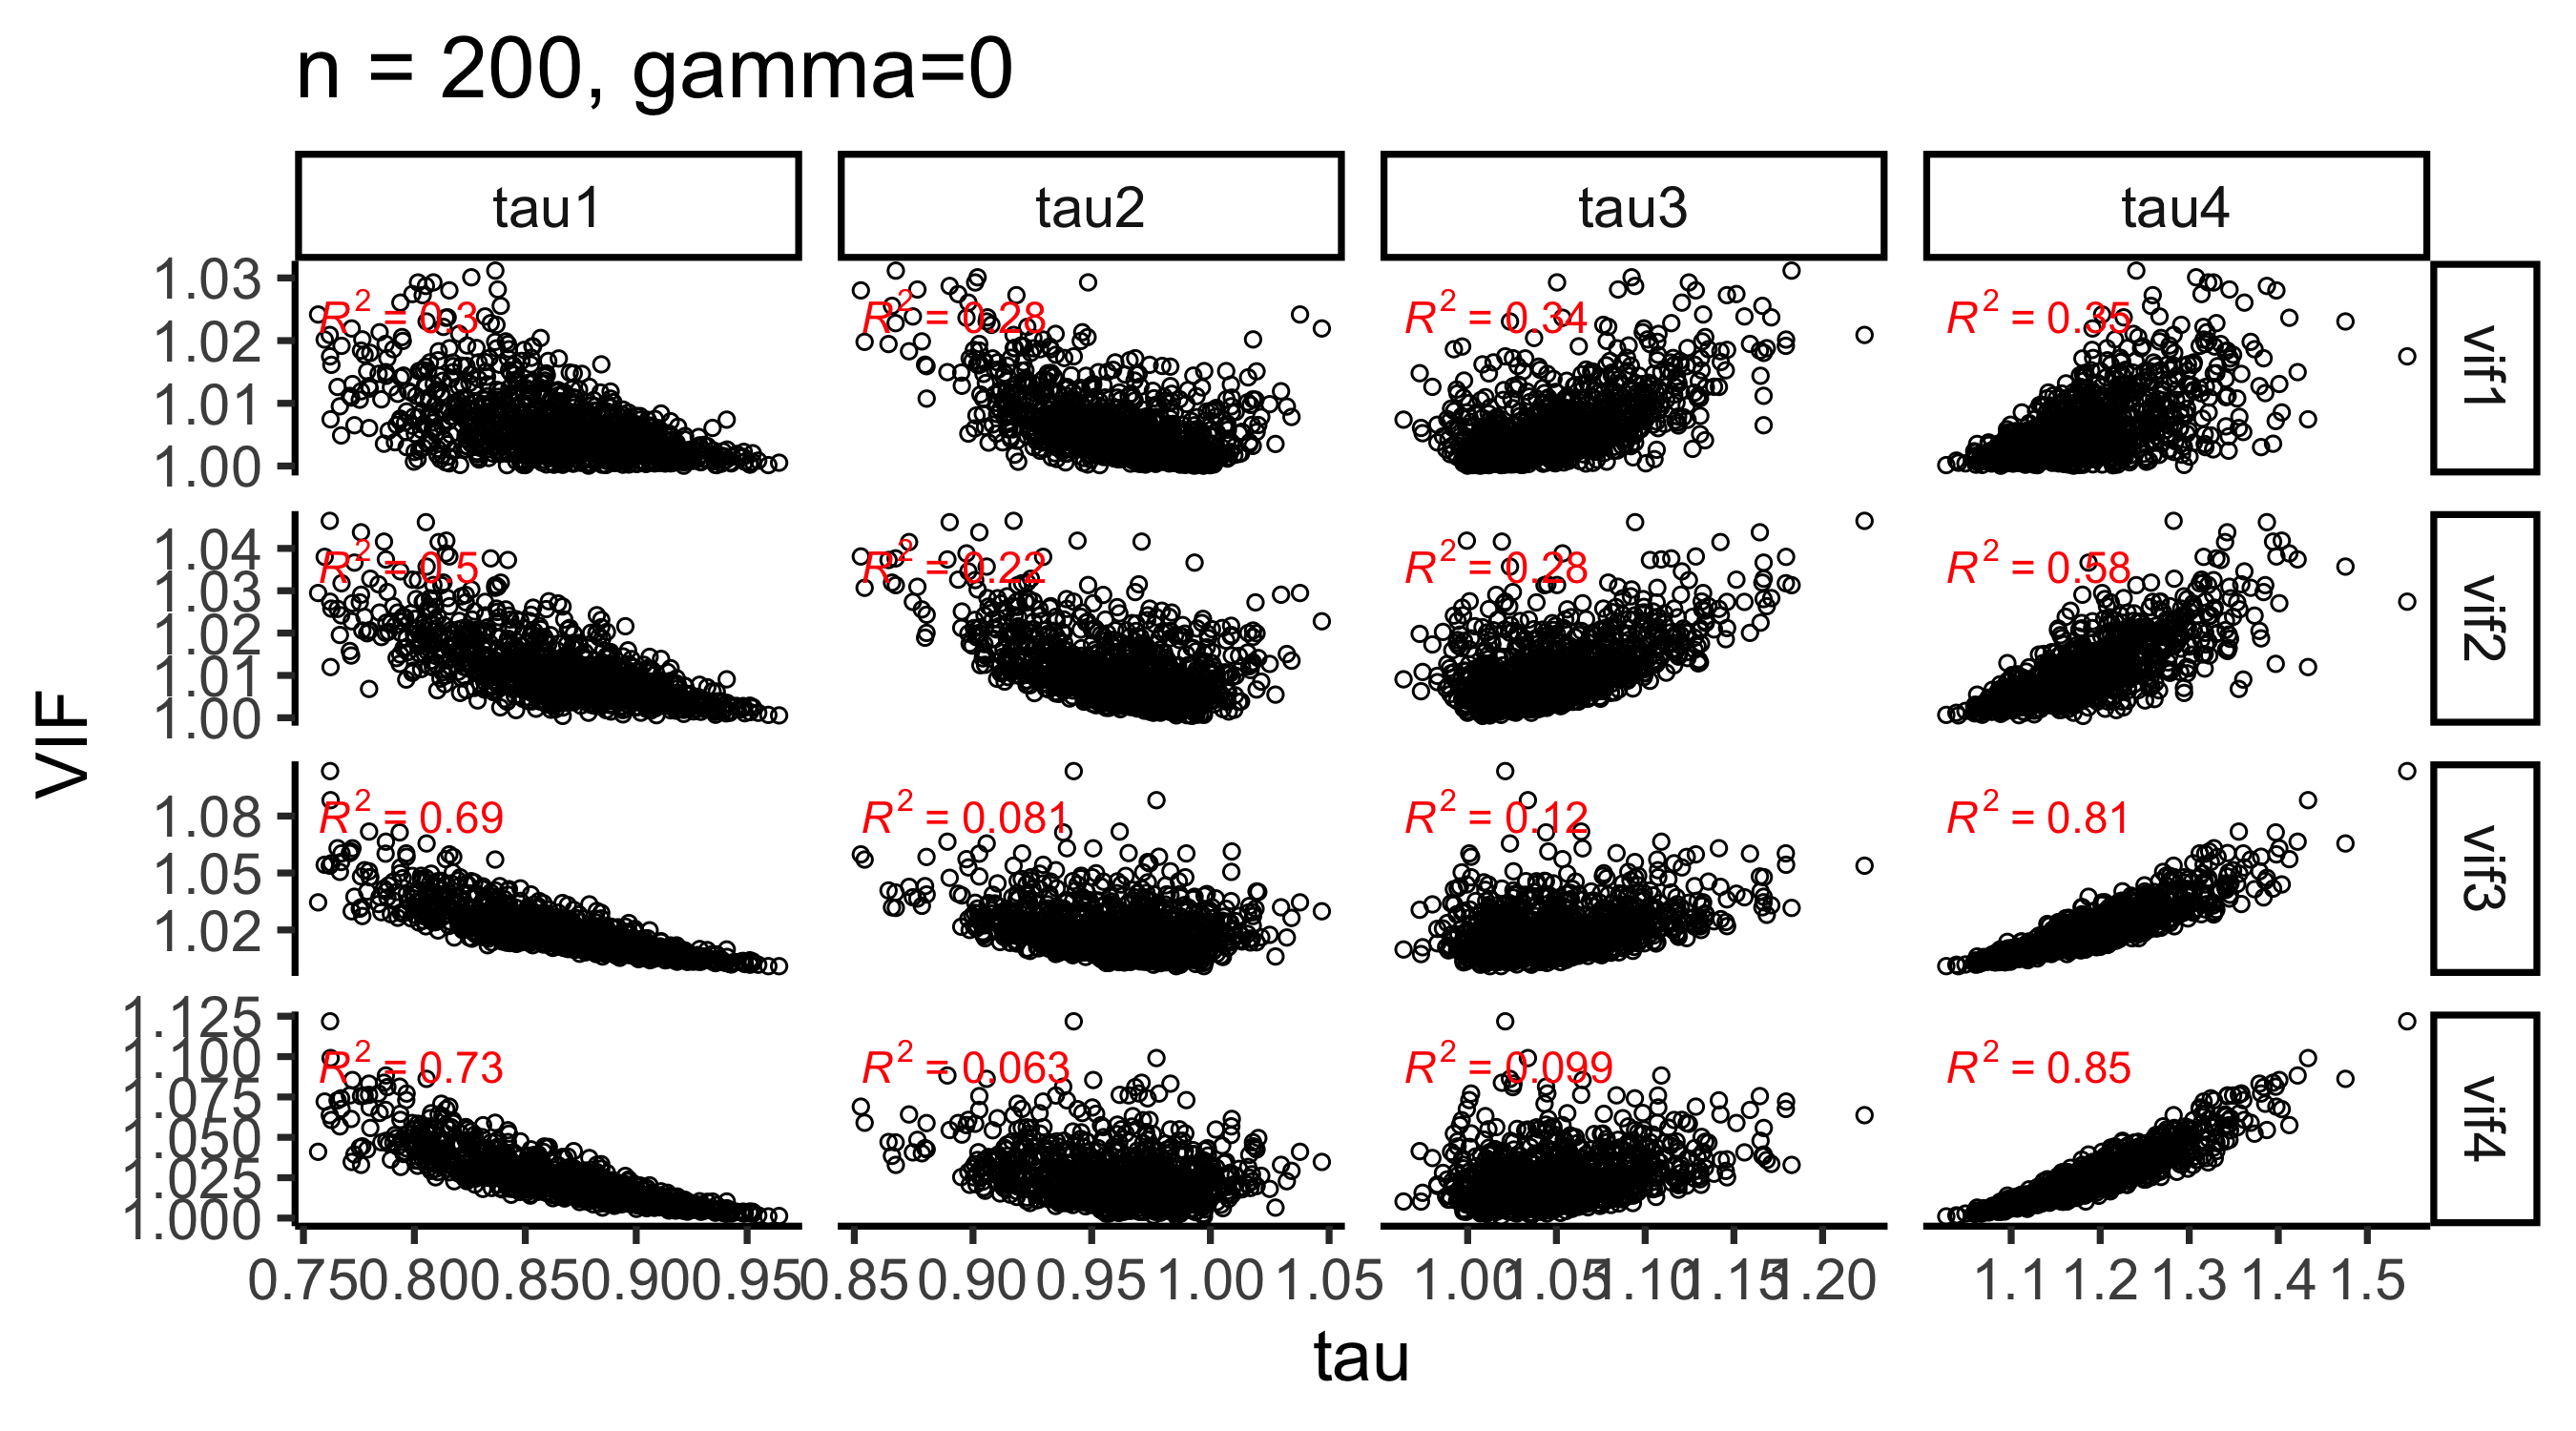 n = 200, gamma=0
tau1 tau2 tau3 tau4
1.03
1.02
1.01
1.00
R² = 0.3 R² = 0.28 R² = 0.34 R² = 0.35
vif1
1.04
1.03
1.02
1.01
1.00
R² = 0.5 R² = 0.22 R² = 0.28 R² = 0.58
vif2
VIF
1.08
1.05
1.02
R² = 0.69 R² = 0.081 R² = 0.12 R² = 0.81
vif3
1.125
1.100
1.075
1.050
1.025
1.000
R² = 0.73 R² = 0.063 R² = 0.099 R² = 0.85
vif4
0.75 0.80 0.85 0.90 0.95 0.85 0.90 0.95 1.00 1.05 1.00 1.05 1.10 1.15 1.20 1.1 1.2 1.3 1.4 1.5
tau